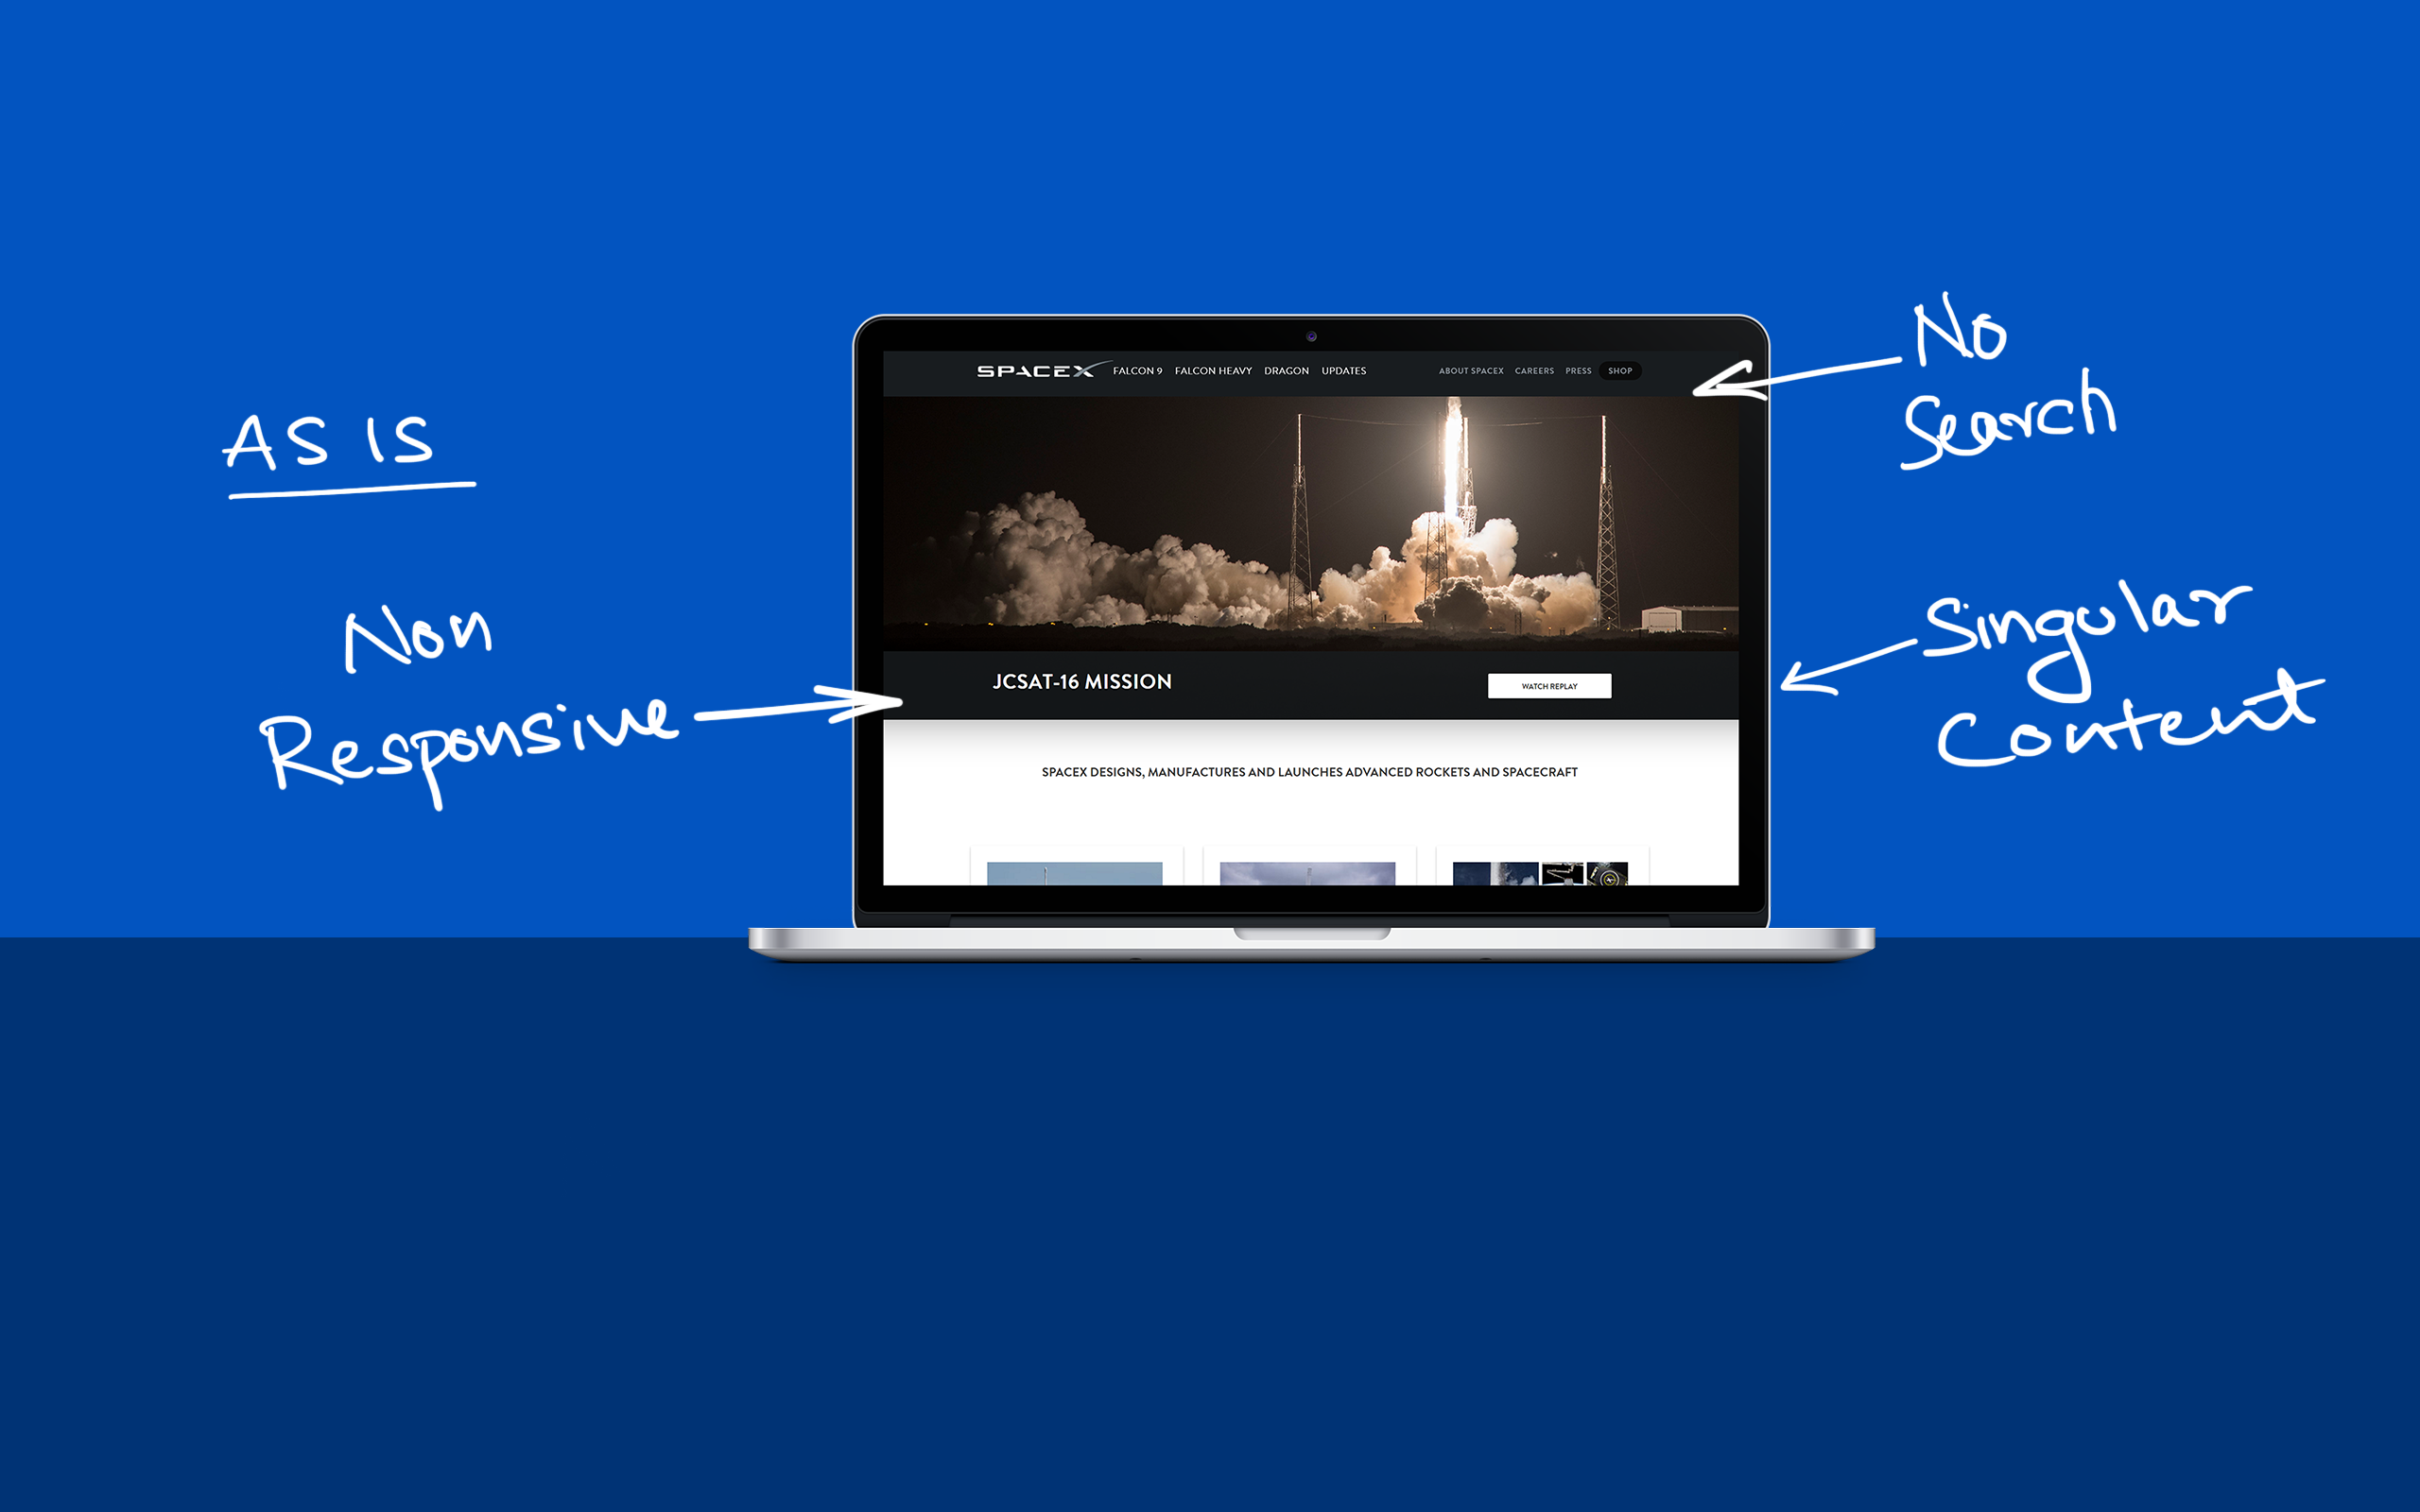 AS IS
Non
Responsive
No
Search
Singular
Content
SPACEX FALCON 9 FALCON HEAVY DRAGON UPDATES ABOUT SPACEX CAREERS PRESS SHOP
JCSAT-16 MISSION WATCH REPLAY
SPACEX DESIGNS, MANUFACTURES AND LAUNCHES ADVANCED ROCKETS AND SPACECRAFT